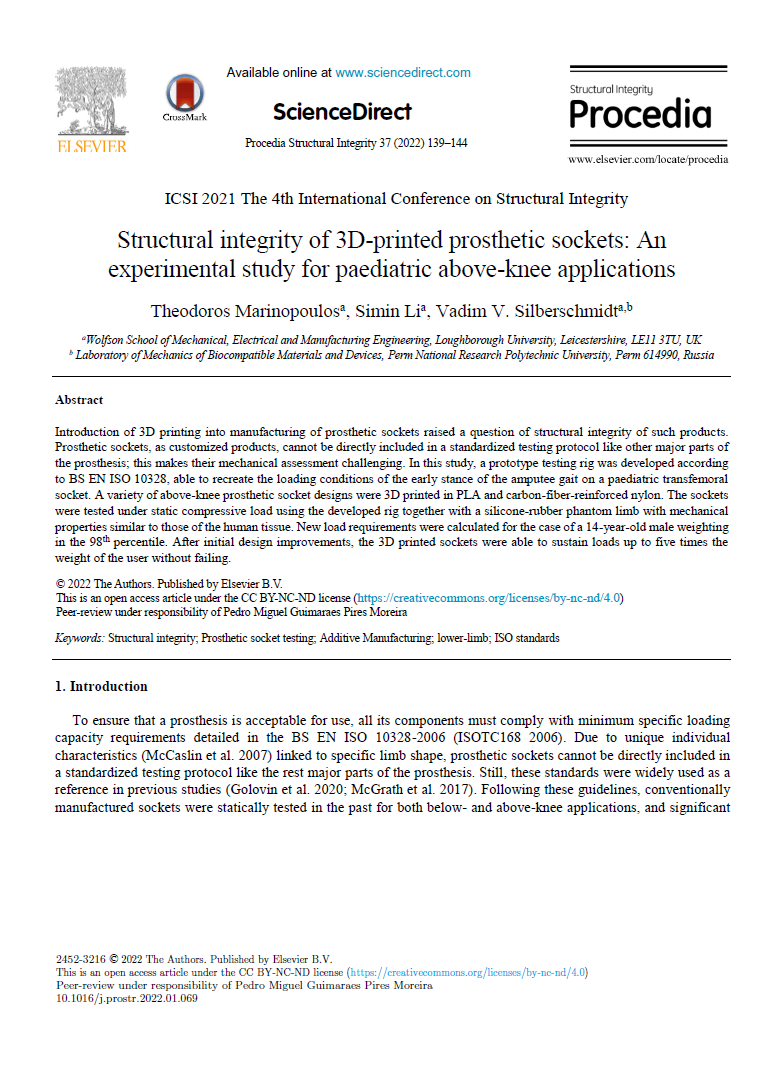 Available online at www.sciencedirect.com
ScienceDirect
Procedia Structural Integrity 37 (2022) 139–144
ELSEVIER
CrossMark
Structural Integrity
Procedia
www.elsevier.com/locate/procedia
ICSI 2021 The 4th International Conference on Structural Integrity
Structural integrity of 3D-printed prosthetic sockets: An
experimental study for paediatric above-knee applications
Theodoros Marinopoulosa, Simin Lia, Vadim V. Silberschmidta,b
aWolfson School of Mechanical, Electrical and Manufacturing Engineering, Loughborough University, Leicestershire, LE11 3TU, UK
b Laboratory of Mechanics of Biocompatible Materials and Devices, Perm National Research Polytechnic University, Perm 614990, Russia
Abstract
Introduction of 3D printing into manufacturing of prosthetic sockets raised a question of structural integrity of such products.
Prosthetic sockets, as customized products, cannot be directly included in a standardized testing protocol like other major parts of
the prosthesis; this makes their mechanical assessment challenging. In this study, a prototype testing rig was developed according
to BS EN ISO 10328, able to recreate the loading conditions of the early stance of the amputee gait on a paediatric transfemoral
socket. A variety of above-knee prosthetic socket designs were 3D printed in PLA and carbon-fiber-reinforced nylon. The sockets
were tested under static compressive load using the developed rig together with a silicone-rubber phantom limb with mechanical
properties similar to those of the human tissue. New load requirements were calculated for the case of a 14-year-old male weighting
in the 98th percentile. After initial design improvements, the 3D printed sockets were able to sustain loads up to five times the
weight of the user without failing.
© 2022 The Authors. Published by Elsevier B.V.
This is an open access article under the CC BY-NC-ND license (https://creativecommons.org/licenses/by-nc-nd/4.0)
Peer-review under responsibility of Pedro Miguel Guimaraes Pires Moreira
Keywords: Structural integrity; Prosthetic socket testing; Additive Manufacturing; lower-limb; ISO standards
1. Introduction
To ensure that a prosthesis is acceptable for use, all its components must comply with minimum specific loading
capacity requirements detailed in the BS EN ISO 10328-2006 (ISOTC168 2006). Due to unique individual
characteristics (McCaslin et al. 2007) linked to specific limb shape, prosthetic sockets cannot be directly included in
a standardized testing protocol like the rest major parts of the prosthesis. Still, these standards were widely used as a
reference in previous studies (Golovin et al. 2020; McGrath et al. 2017). Following these guidelines, conventionally
manufactured sockets were statically tested in the past for both below- and above-knee applications, and significant
2452-3216 © 2022 The Authors. Published by Elsevier B.V.
This is an open access article under the CC BY-NC-ND license (https://creativecommons.org/licenses/by-nc-nd/4.0)
Peer-review under responsibility of Pedro Miguel Guimaraes Pires Moreira
10.1016/j.prostr.2022.01.069